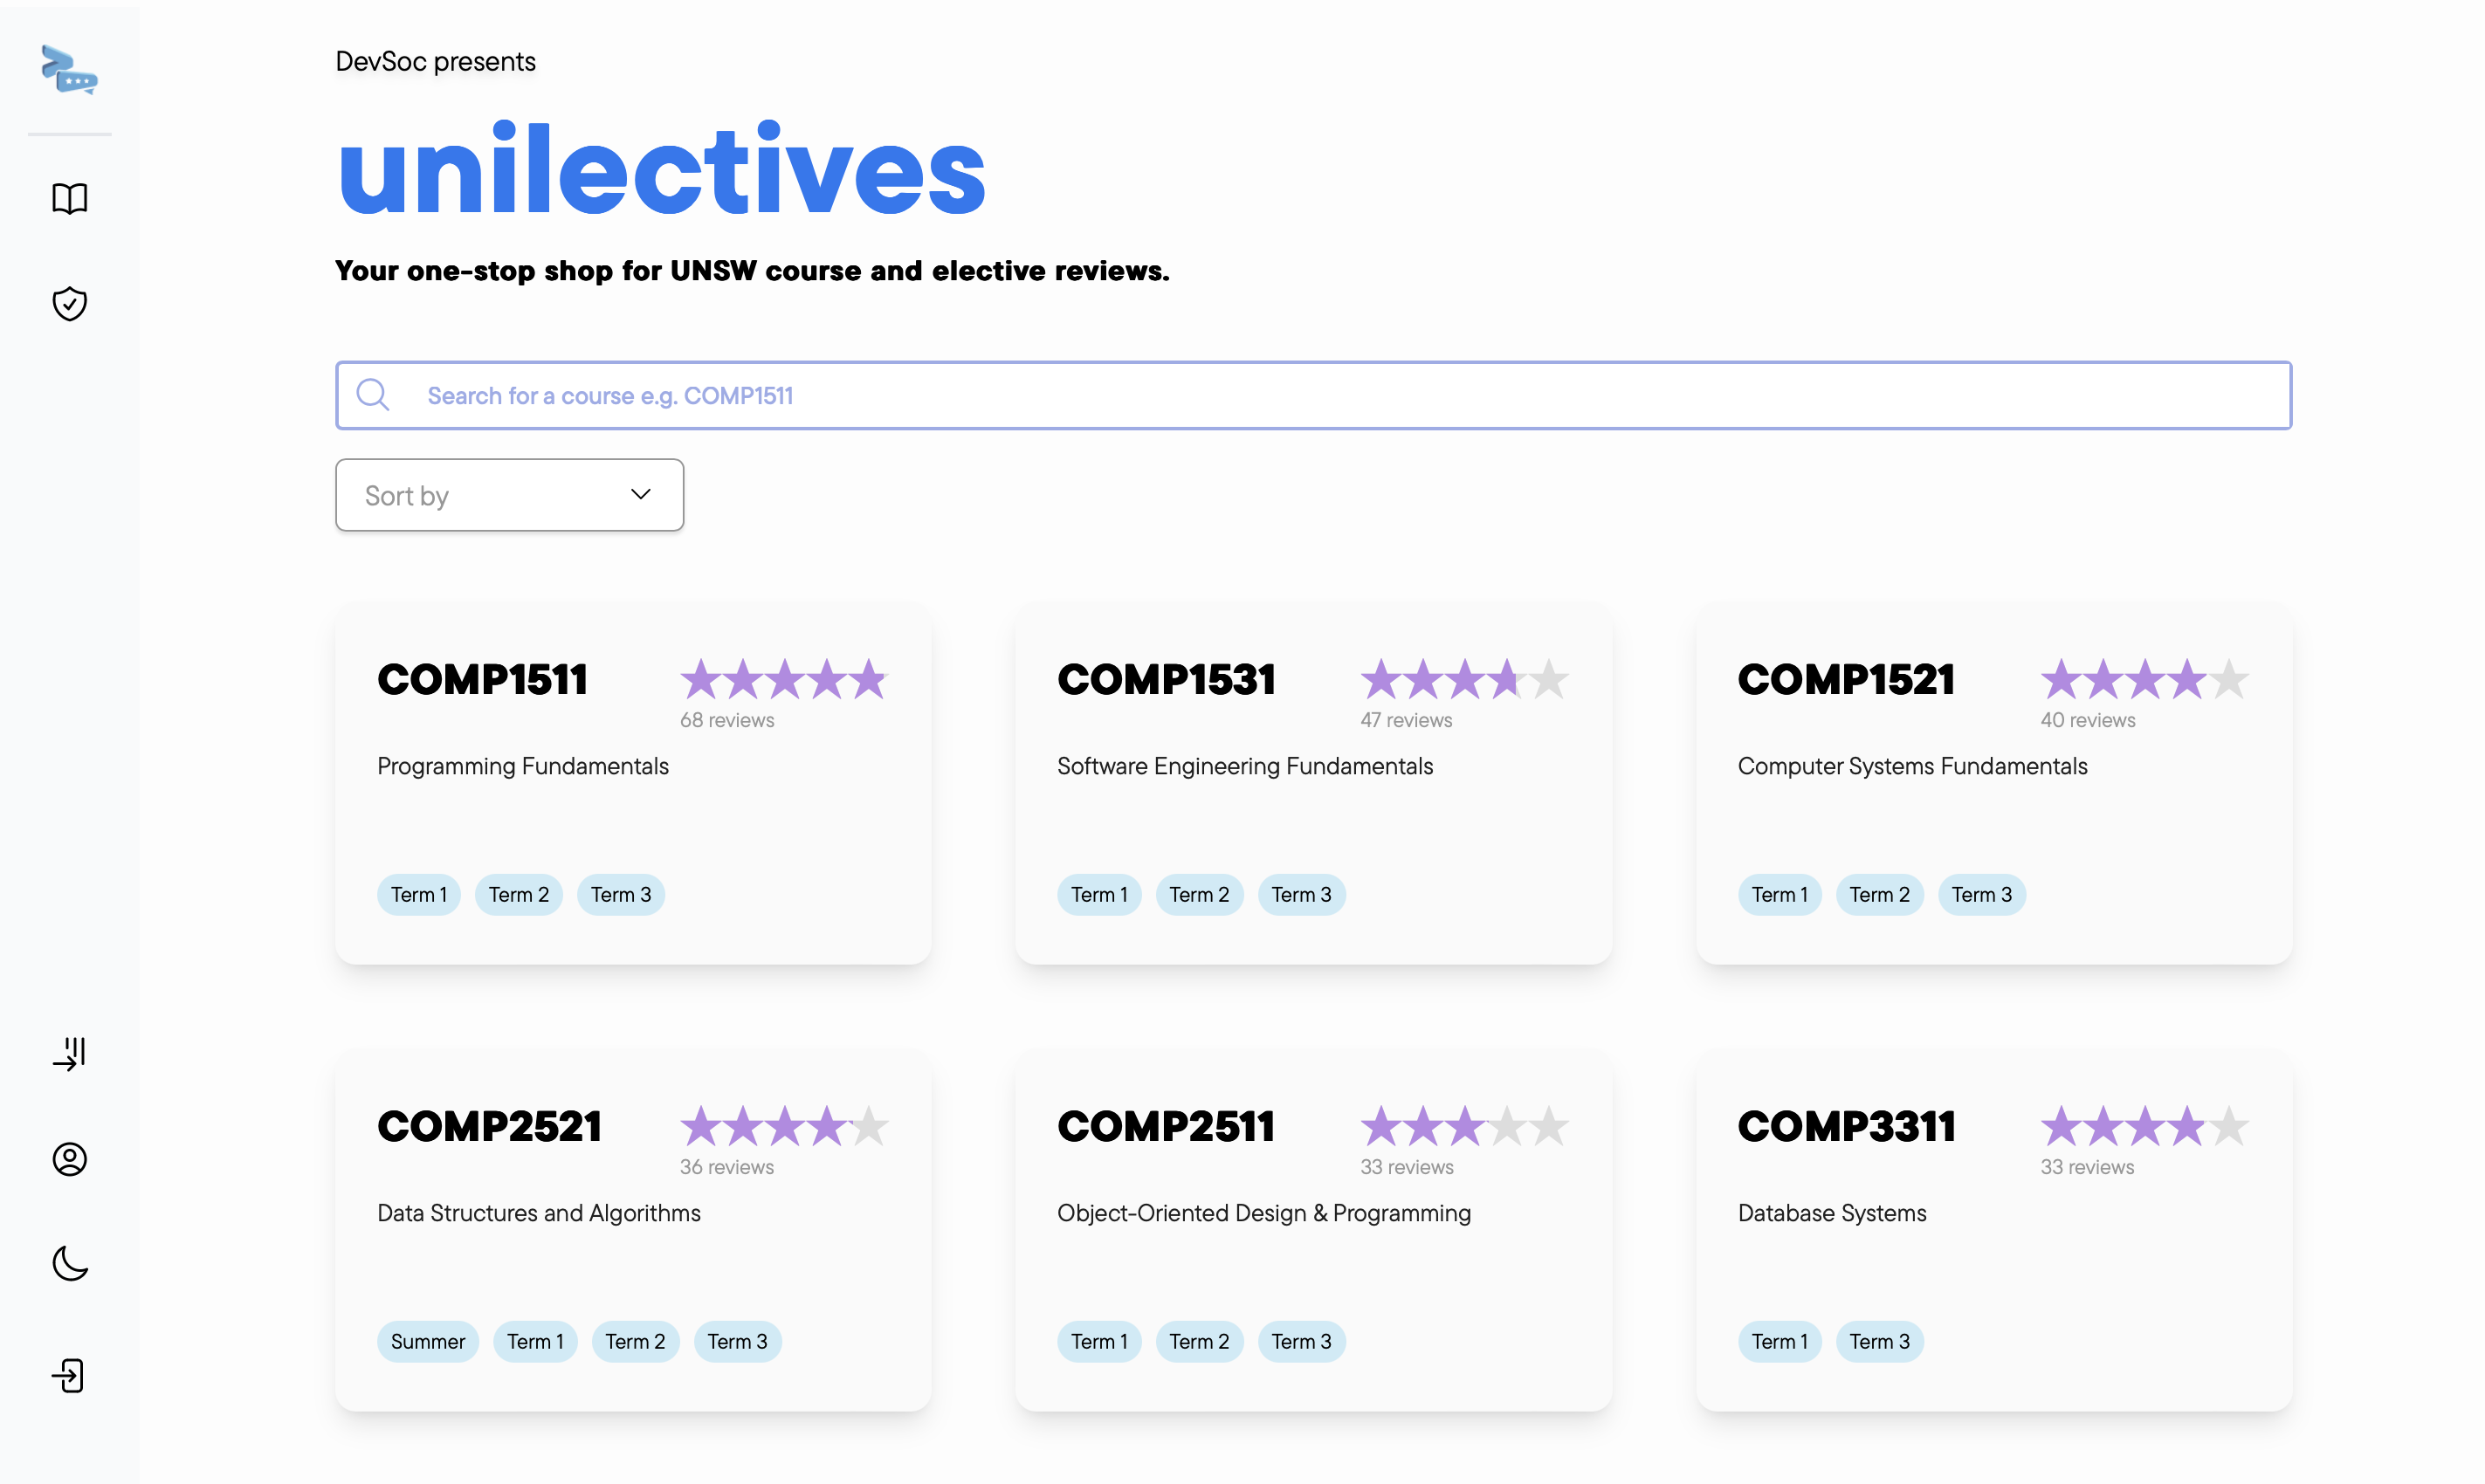 DevSoc presents
unilectives
Your one-stop shop for UNSW course and elective reviews.
Search for a course e.g. COMP1511
Sort by
COMP1511
68 reviews
Programming Fundamentals
Term 1 Term 2 Term 3
COMP1531
47 reviews
Software Engineering Fundamentals
Term 1 Term 2 Term 3
COMP1521
40 reviews
Computer Systems Fundamentals
Term 1 Term 2 Term 3
COMP2521
36 reviews
Data Structures and Algorithms
Summer Term 1 Term 2 Term 3
COMP2511
33 reviews
Object-Oriented Design & Programming
Term 1 Term 2 Term 3
COMP3311
33 reviews
Database Systems
Term 1 Term 3